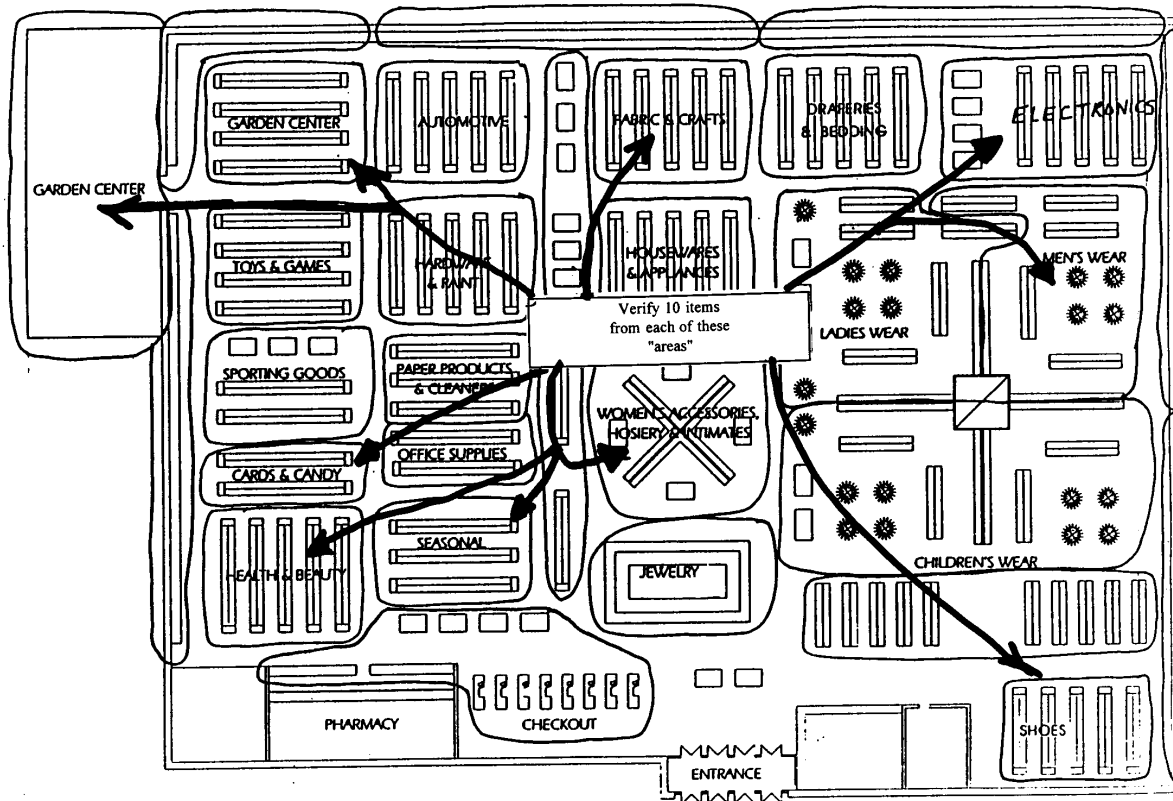 GARDEN CENTER
AUTOMOTIVE
FABRIC & CRAFTS
DRAPERIES
& BEDDING
ELECTRONICS
GARDEN CENTER
TOYS & GAMES
HARDWARE
& PAINT
HOUSEWARES
& APPLIANCES
MEN'S WEAR
LADIES WEAR
Verify 10 items
from each of these
"areas"
SPORTING GOODS
PAPER PRODUCTS
& CLEANERS
WOMEN'S ACCESSORIES,
HOSIERY & INTIMATES
OFFICE SUPPLIES
CARDS & CANDY
SEASONAL
HEALTH & BEAUTY
JEWELRY
CHILDREN'S WEAR
PHARMACY
CHECKOUT
SHOES
ENTRANCE